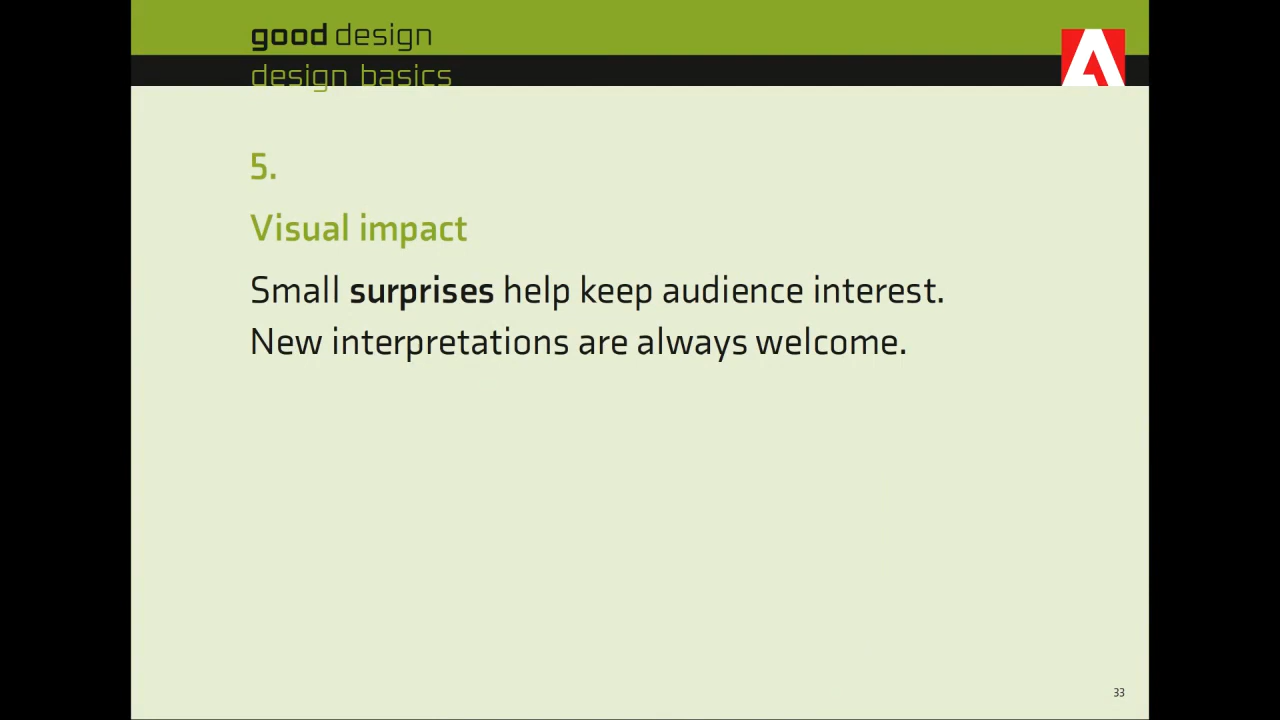 good design
design basics
5.
Visual impact
Small surprises help keep audience interest.
New interpretations are always welcome.
33